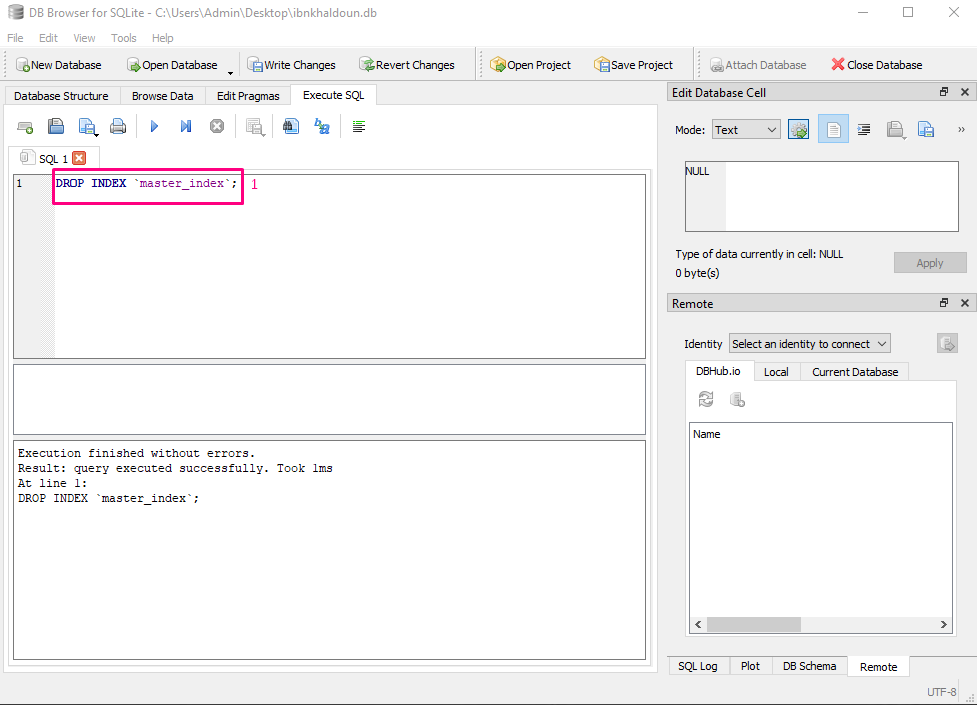 DB Browser for SQLite - C:\Users\Admin\Desktop\ibnkhaldoun.db
File Edit View Tools Help
New Database Open Database Write Changes Revert Changes Open Project Save Project Attach Database Close Database
Database Structure Browse Data Edit Pragmas Execute SQL
SQL 1
1 DROP INDEX `master_index`; 1
Execution finished without errors.
Result: query executed successfully. Took 1ms
At line 1:
DROP INDEX `master_index`;
Edit Database Cell
Mode: Text
NULL
Type of data currently in cell: NULL
0 byte(s)
Apply
Remote
Identity Select an identity to connect
DBHub.io Local Current Database
Name
SQL Log Plot DB Schema Remote
UTF-8